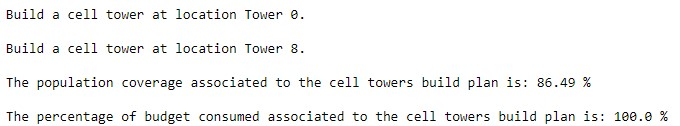 Build a cell tower at location Tower 0.
Build a cell tower at location Tower 8.
The population coverage associated to the cell towers build plan is: 86.49 %
The percentage of budget consumed associated to the cell towers build plan is: 100.0 %